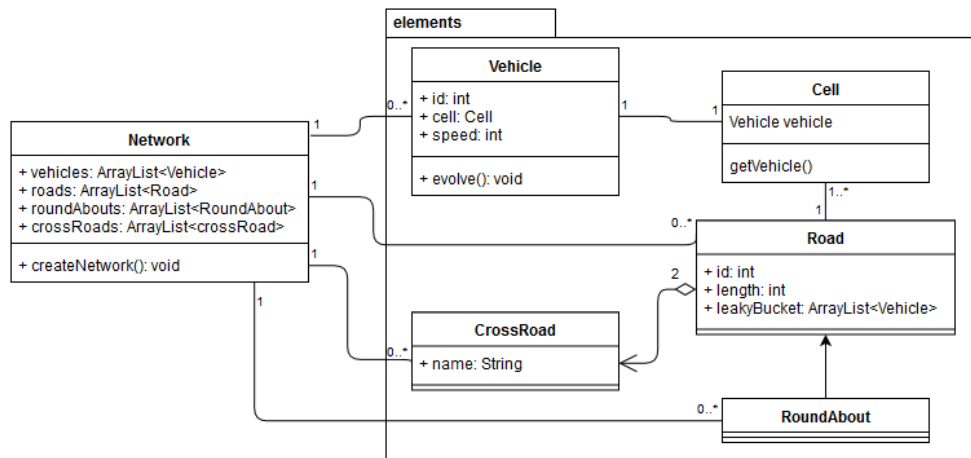 elements
Vehicle
+ id: int
+ cell: Cell
+ speed: int
+ evolve(): void
0..*
1
1
Cell
Vehicle vehicle
getVehicle()
1..*
1
Network
+ vehicles: ArrayList<Vehicle>
+ roads: ArrayList<Road>
+ roundAbouts: ArrayList<RoundAbout>
+ crossRoads: ArrayList<crossRoad>
+ createNetwork(): void
1
1
1
1
0..*
Road
+ id: int
+ length: int
+ leakyBucket: ArrayList<Vehicle>
2
CrossRoad
+ name: String
0..*
0..*
RoundAbout